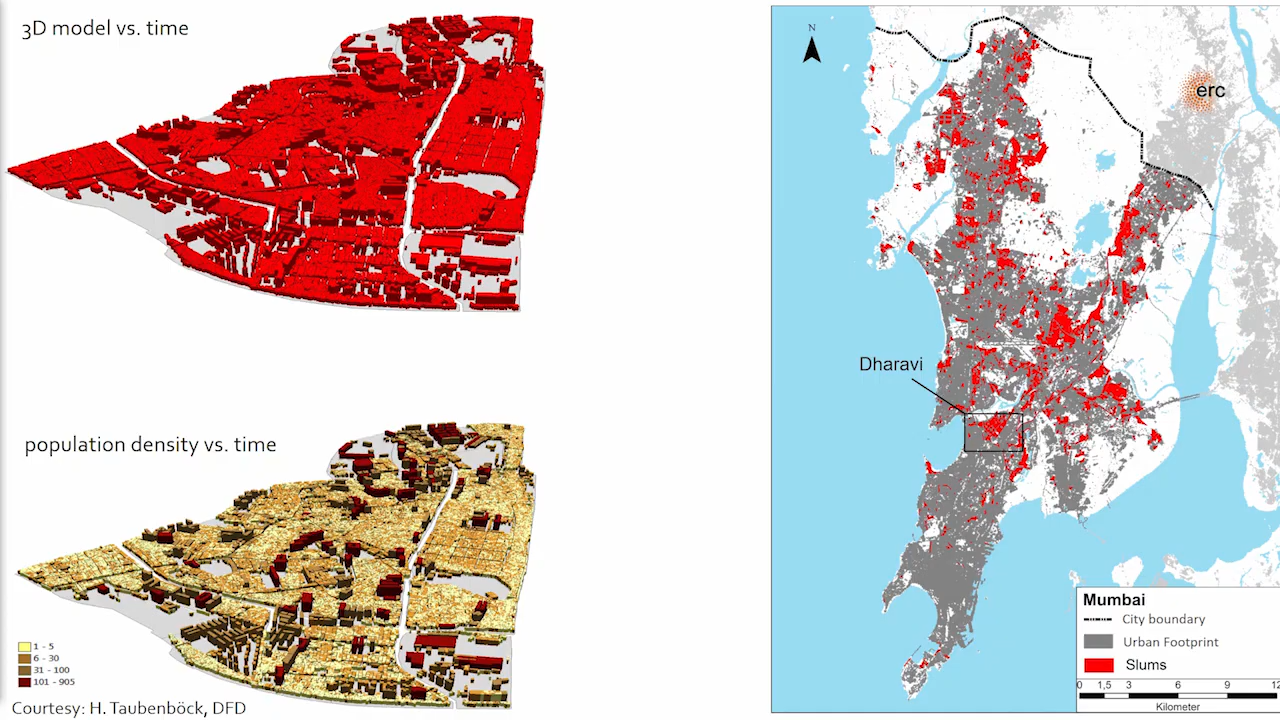 3D model vs. time
population density vs. time
1 - 5
6 - 30
31 - 100
101 - 905
Courtesy: H. Taubenböck, DFD
N
erc
Dharavi
Mumbai
City boundary
Urban Footprint
Slums
0 1,5 3 6 9 12
Kilometer